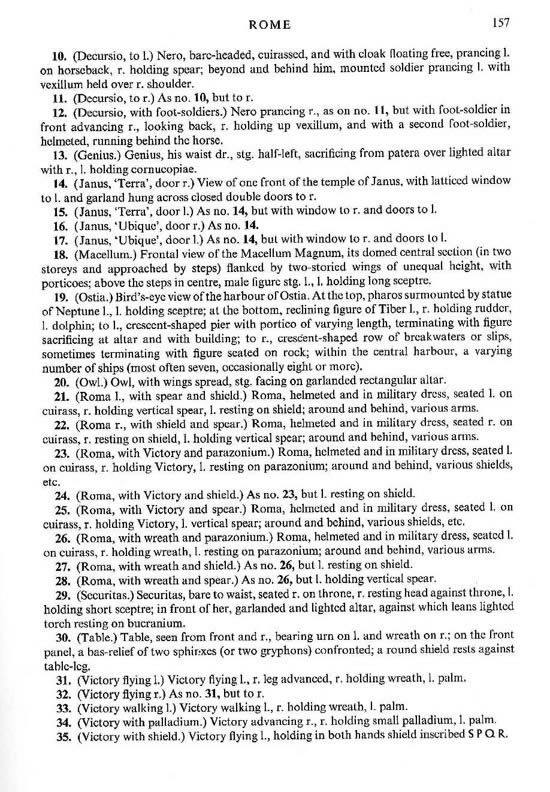 ROME 157
10. (Decursio, to l.) Nero, bare-headed, cuirassed, and with cloak floating free, prancing l.
on horseback, r. holding spear; beyond and behind him, mounted soldier prancing l. with
vexillum held over r. shoulder.
11. (Decursio, to r.) As no. 10, but to r.
12. (Decursio, with foot-soldiers.) Nero prancing r., as on no. 11, but with foot-soldier in
front advancing r., looking back, r. holding up vexillum, and with a second foot-soldier,
helmeted, running behind the horse.
13. (Genius.) Genius, his waist dr., stg. half-left, sacrificing from patera over lighted altar
with r., l. holding cornucopiae.
14. (Janus, 'Terra', door r.) View of one front of the temple of Janus, with latticed window
to l. and garland hung across closed double doors to r.
15. (Janus, 'Terra', door l.) As no. 14, but with window to r. and doors to l.
16. (Janus, 'Ubique', door r.) As no. 14.
17. (Janus, 'Ubique', door l.) As no. 14, but with window to r. and doors to l.
18. (Macellum.) Frontal view of the Macellum Magnum, its domed central section (in two
storeys and approached by steps) flanked by two-storied wings of unequal height, with
porticoes; above the steps in centre, male figure stg. l., l. holding long sceptre.
19. (Ostia.) Bird's-eye view of the harbour of Ostia. At the top, pharos surmounted by statue
of Neptune l., l. holding sceptre; at the bottom, reclining figure of Tiber l., r. holding rudder,
l. dolphin; to l., crescent-shaped pier with portico of varying length, terminating with figure
sacrificing at altar and with building; to r., crescent-shaped row of breakwaters or slips,
sometimes terminating with figure seated on rock; within the central harbour, a varying
number of ships (most often seven, occasionally eight or more).
20. (Owl.) Owl, with wings spread, stg. facing on garlanded rectangular altar.
21. (Roma l., with spear and shield.) Roma, helmeted and in military dress, seated l. on
cuirass, r. holding vertical spear, l. resting on shield; around and behind, various arms.
22. (Roma r., with shield and spear.) Roma, helmeted and in military dress, seated r. on
cuirass, r. resting on shield, l. holding vertical spear; around and behind, various arms.
23. (Roma, with Victory and parazonium.) Roma, helmeted and in military dress, seated l.
on cuirass, r. holding Victory, l. resting on parazonium; around and behind, various shields,
etc.
24. (Roma, with Victory and shield.) As no. 23, but l. resting on shield.
25. (Roma, with Victory and spear.) Roma, helmeted and in military dress, seated l. on
cuirass, r. holding Victory, l. vertical spear; around and behind, various shields, etc.
26. (Roma, with wreath and parazonium.) Roma, helmeted and in military dress, seated l.
on cuirass, r. holding wreath, l. resting on parazonium; around and behind, various arms.
27. (Roma, with wreath and shield.) As no. 26, but l. resting on shield.
28. (Roma, with wreath and spear.) As no. 26, but l. holding vertical spear.
29. (Securitas.) Securitas, bare to waist, seated r. on throne, r. resting head against throne, l.
holding short sceptre; in front of her, garlanded and lighted altar, against which leans lighted
torch resting on bucranium.
30. (Table.) Table, seen from front and r., bearing urn on l. and wreath on r.; on the front
panel, a bas-relief of two sphinxes (or two gryphons) confronted; a round shield rests against
table-leg.
31. (Victory flying l.) Victory flying l., r. leg advanced, r. holding wreath, l. palm.
32. (Victory flying r.) As no. 31, but to r.
33. (Victory walking l.) Victory walking l., r. holding wreath, l. palm.
34. (Victory with palladium.) Victory advancing r., r. holding small palladium, l. palm.
35. (Victory with shield.) Victory flying l., holding in both hands shield inscribed S P Q R.